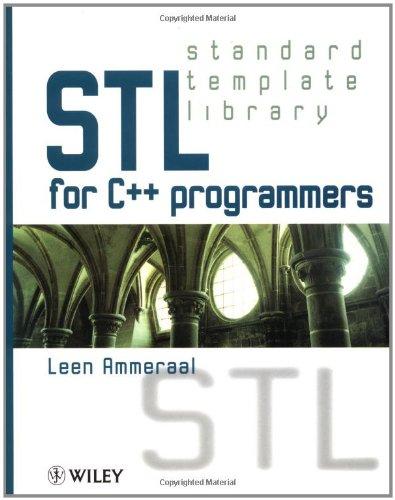 Copyrighted Material
standard
template
library
STL
for C++ programmers
Leen Ammeraal
STL
WILEY
Copyrighted Material